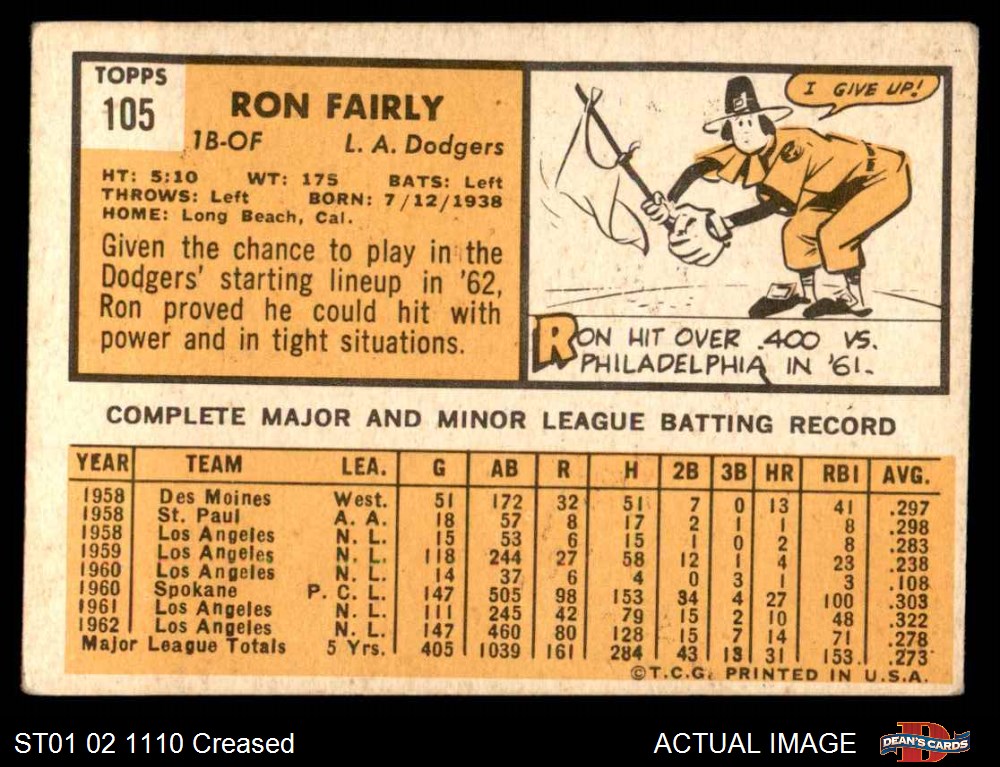 TOPPS
105
RON FAIRLY
1B-OF L. A. Dodgers
HT: 5:10 WT: 175 BATS: Left
THROWS: Left BORN: 7/12/1938
HOME: Long Beach, Cal.
Given the chance to play in the
Dodgers' starting lineup in '62,
Ron proved he could hit with
power and in tight situations.
I GIVE UP!
RON HIT OVER .400 VS.
PHILADELPHIA IN '61.
COMPLETE MAJOR AND MINOR LEAGUE BATTING RECORD
YEAR TEAM LEA. G AB R H 2B 3B HR RBI AVG.
1958 Des Moines West. 51 172 32 51 7 0 13 41 .297
1958 St. Paul A. A. 18 57 8 17 2 1 1 8 .298
1958 Los Angeles N. L. 15 53 6 15 1 0 2 8 .283
1959 Los Angeles N. L. 118 244 27 58 12 1 4 23 .238
1960 Los Angeles N. L. 14 37 6 4 0 3 1 3 .108
1960 Spokane P. C. L. 147 505 98 153 34 4 27 100 .303
1961 Los Angeles N. L. 111 245 42 79 15 2 10 48 .322
1962 Los Angeles N. L. 147 460 80 128 15 7 14 71 .278
Major League Totals 5 Yrs. 405 1039 161 284 43 13 31 153 .273
©T.C.G. PRINTED IN U.S.A.
ST01 02 1110 Creased ACTUAL IMAGE DEAN'S CARDS